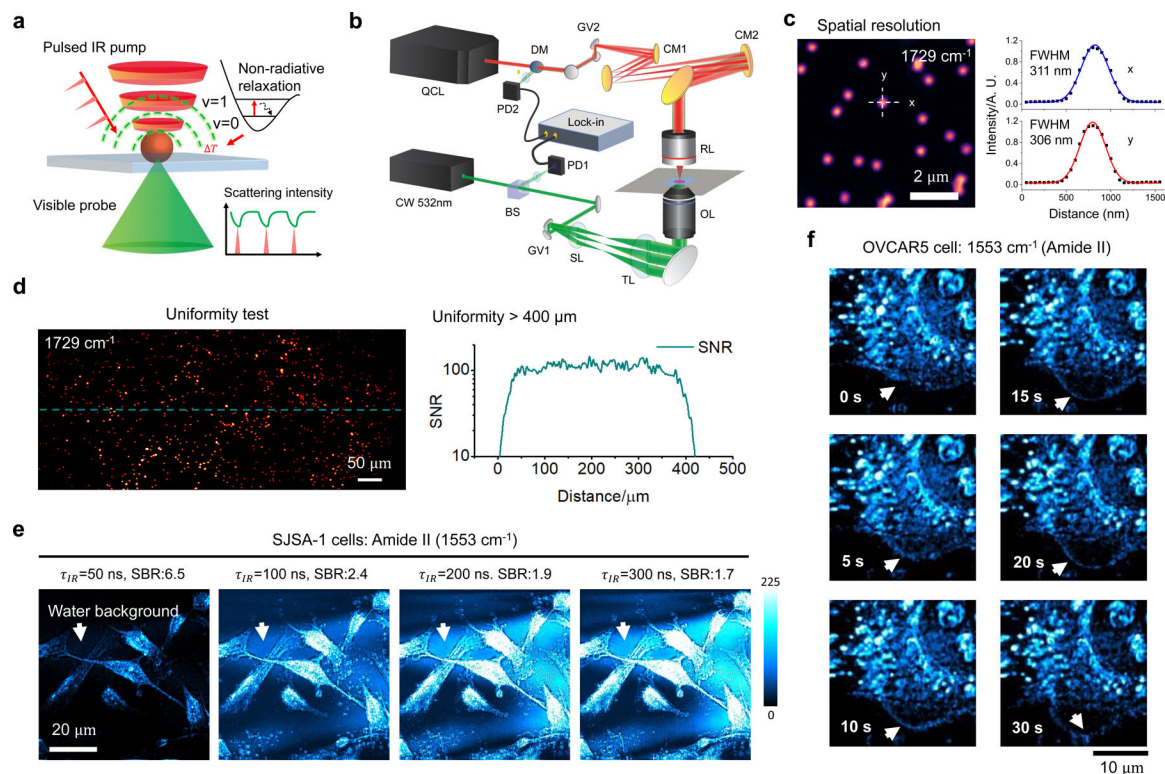 a
Pulsed IR pump
Non-radiative
relaxation
v=1
v=0
ΔT
Visible probe
Scattering intensity
b
QCL
DM
GV2
CM1
CM2
PD2
Lock-in
PD1
RL
CW 532nm
BS
OL
GV1
SL
TL
c
Spatial resolution
1729 cm⁻¹
y
x
2 μm
Intensity/A. U.
1.2
0.8
0.4
0.0
FWHM
311 nm
x
1.2
0.8
0.4
0.0
FWHM
306 nm
y
0 500 1000 1500
Distance (nm)
d
Uniformity test
1729 cm⁻¹
50 μm
Uniformity > 400 μm
SNR
SNR
100
10
0 100 200 300 400 500
Distance/μm
e
SJSA-1 cells: Amide II (1553 cm⁻¹)
τIR=50 ns, SBR:6.5
τIR=100 ns, SBR:2.4
τIR=200 ns. SBR:1.9
τIR=300 ns, SBR:1.7
Water background
20 μm
225
0
f
OVCAR5 cell: 1553 cm⁻¹ (Amide II)
0 s
15 s
5 s
20 s
10 s
30 s
10 μm